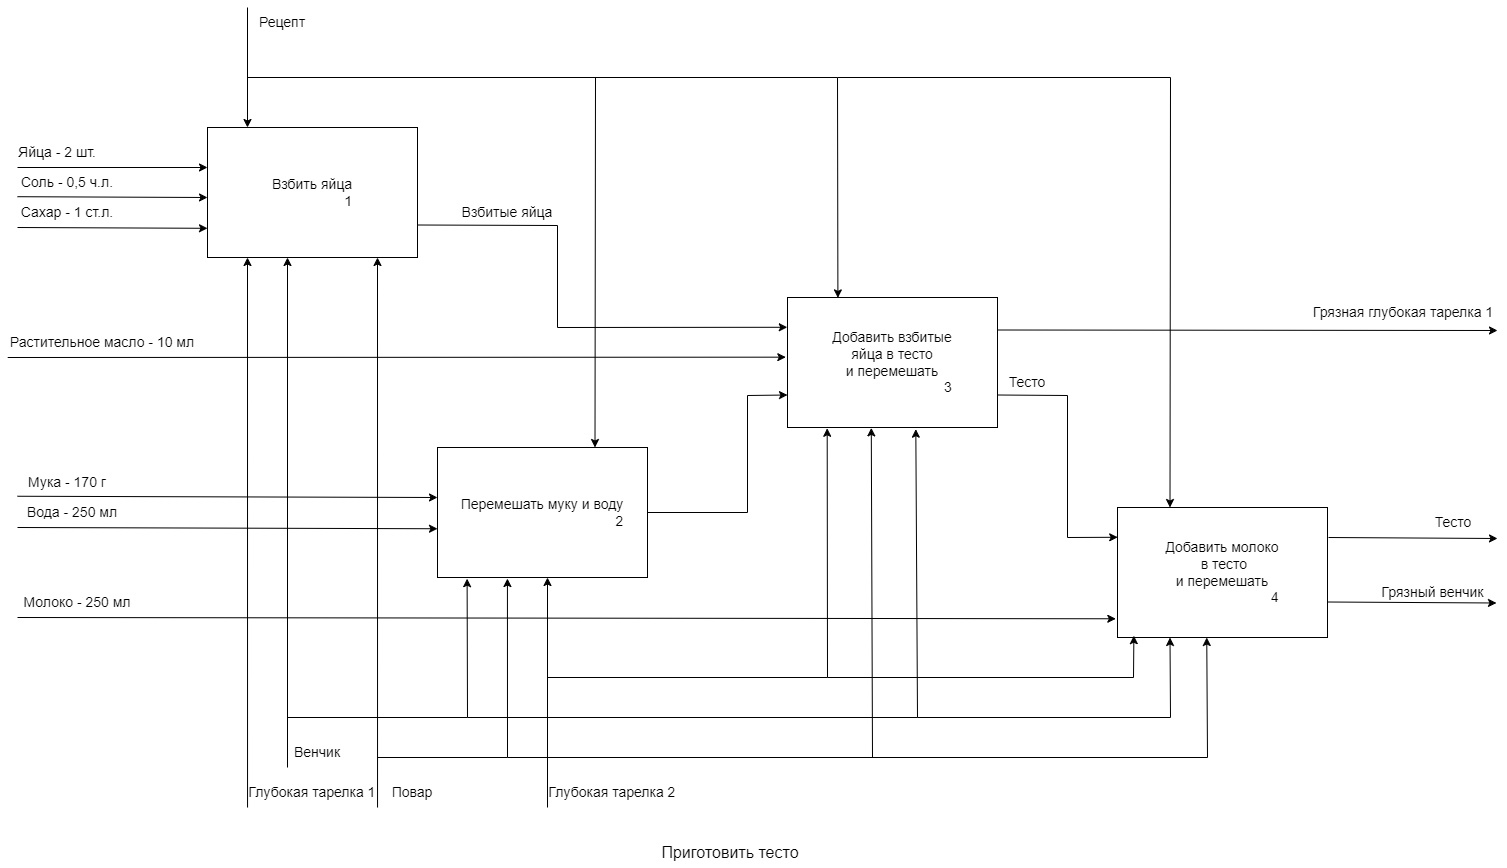 Рецепт
Яйца - 2 шт.
Соль - 0,5 ч.л.
Сахар - 1 ст.л.
Взбить яйца
1
Взбитые яйца
Растительное масло - 10 мл
Добавить взбитые
яйца в тесто
и перемешать
3
Грязная глубокая тарелка 1
Тесто
Мука - 170 г
Вода - 250 мл
Перемешать муку и воду
2
Молоко - 250 мл
Добавить молоко
в тесто
и перемешать
4
Тесто
Грязный венчик
Венчик
Глубокая тарелка 1
Повар
Глубокая тарелка 2
Приготовить тесто